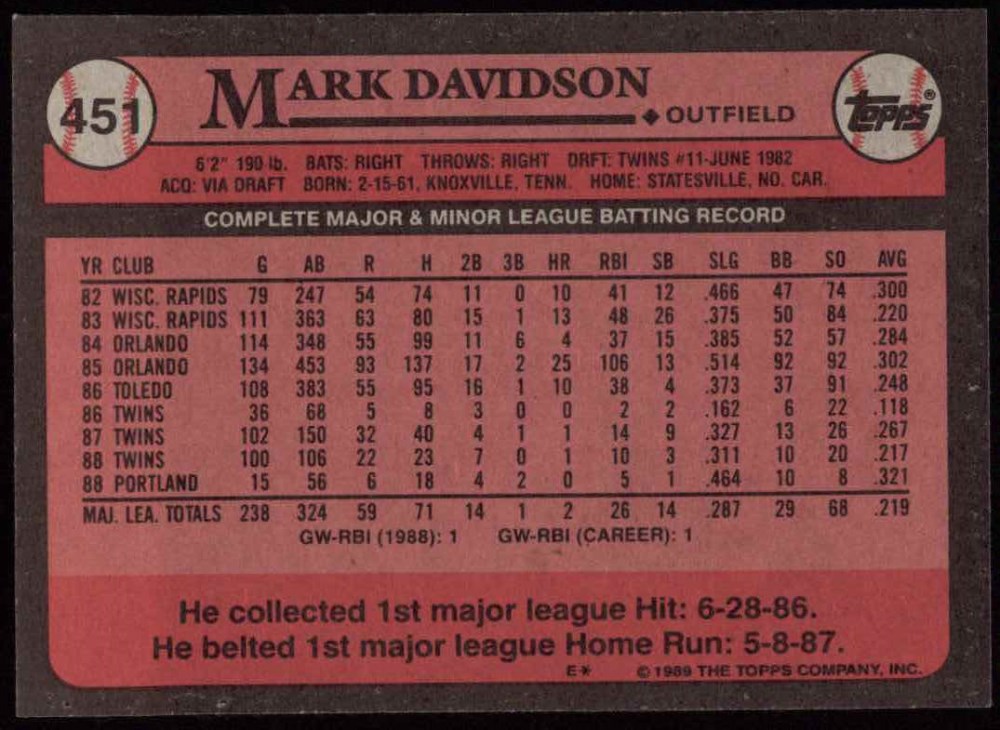 451
MARK DAVIDSON
◆ OUTFIELD
topps®
6'2" 190 lb. BATS: RIGHT THROWS: RIGHT DRFT: TWINS #11-JUNE 1982
ACQ: VIA DRAFT BORN: 2-15-61, KNOXVILLE, TENN. HOME: STATESVILLE, NO. CAR.
COMPLETE MAJOR & MINOR LEAGUE BATTING RECORD
YR CLUB G AB R H 2B 3B HR RBI SB SLG BB SO AVG
82 WISC. RAPIDS 79 247 54 74 11 0 10 41 12 .466 47 74 .300
83 WISC. RAPIDS 111 363 63 80 15 1 13 48 26 .375 50 84 .220
84 ORLANDO 114 348 55 99 11 6 4 37 15 .385 52 57 .284
85 ORLANDO 134 453 93 137 17 2 25 106 13 .514 92 92 .302
86 TOLEDO 108 383 55 95 16 1 10 38 4 .373 37 91 .248
86 TWINS 36 68 5 8 3 0 0 2 2 .162 6 22 .118
87 TWINS 102 150 32 40 4 1 1 14 9 .327 13 26 .267
88 TWINS 100 106 22 23 7 0 1 10 3 .311 10 20 .217
88 PORTLAND 15 56 6 18 4 2 0 5 1 .464 10 8 .321
MAJ. LEA. TOTALS 238 324 59 71 14 1 2 26 14 .287 29 68 .219
GW-RBI (1988): 1 GW-RBI (CAREER): 1
He collected 1st major league Hit: 6-28-86.
He belted 1st major league Home Run: 5-8-87.
E* © 1989 THE TOPPS COMPANY, INC.